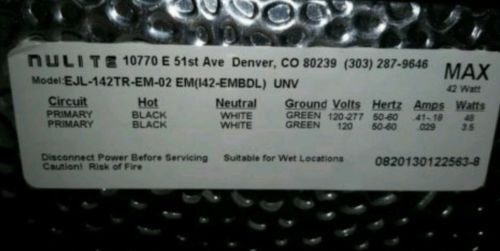 NULITE 10770 E 51st Ave Denver, CO 80239 (303) 287-9646
Model:EJL-142TR-EM-02 EM(I42-EMBDL) UNV MAX
42 Watt
Circuit Hot Neutral Ground Volts Hertz Amps Watts
PRIMARY BLACK WHITE GREEN 120-277 50-60 .41-.18 48
PRIMARY BLACK WHITE GREEN 120 50-60 .029 3.5
Disconnect Power Before Servicing Suitable for Wet Locations 0820130122563-8
Caution! Risk of Fire